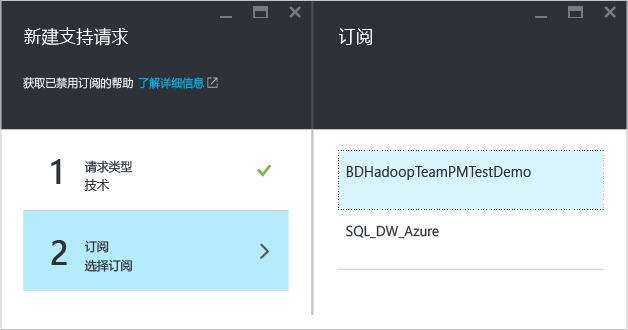 新建支持请求
获取已禁用订阅的帮助 了解详细信息
1
请求类型
技术
2
订阅
选择订阅
订阅
BDHadoopTeamPMTestDemo
SQL_DW_Azure